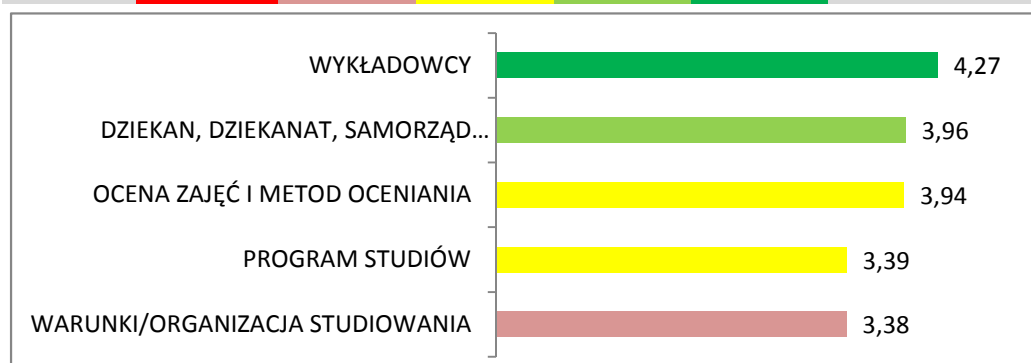 WYKŁADOWCY 4,27
DZIEKAN, DZIEKANAT, SAMORZĄD... 3,96
OCENA ZAJĘĆ I METOD OCENIANIA 3,94
PROGRAM STUDIÓW 3,39
WARUNKI/ORGANIZACJA STUDIOWANIA 3,38